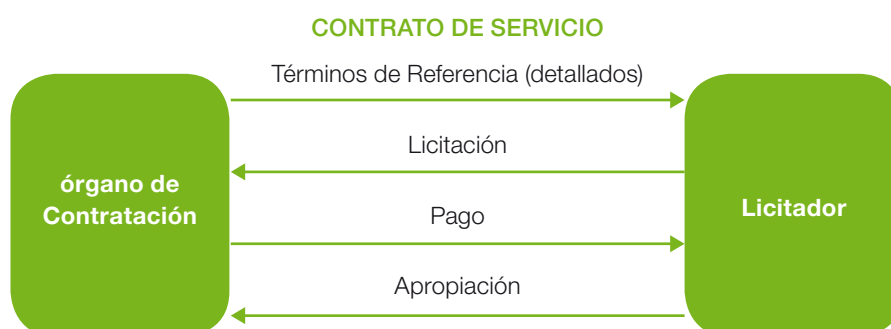 CONTRATO DE SERVICIO
Términos de Referencia (detallados)
Licitación
órgano de
Contratación
Pago
Licitador
Apropiación